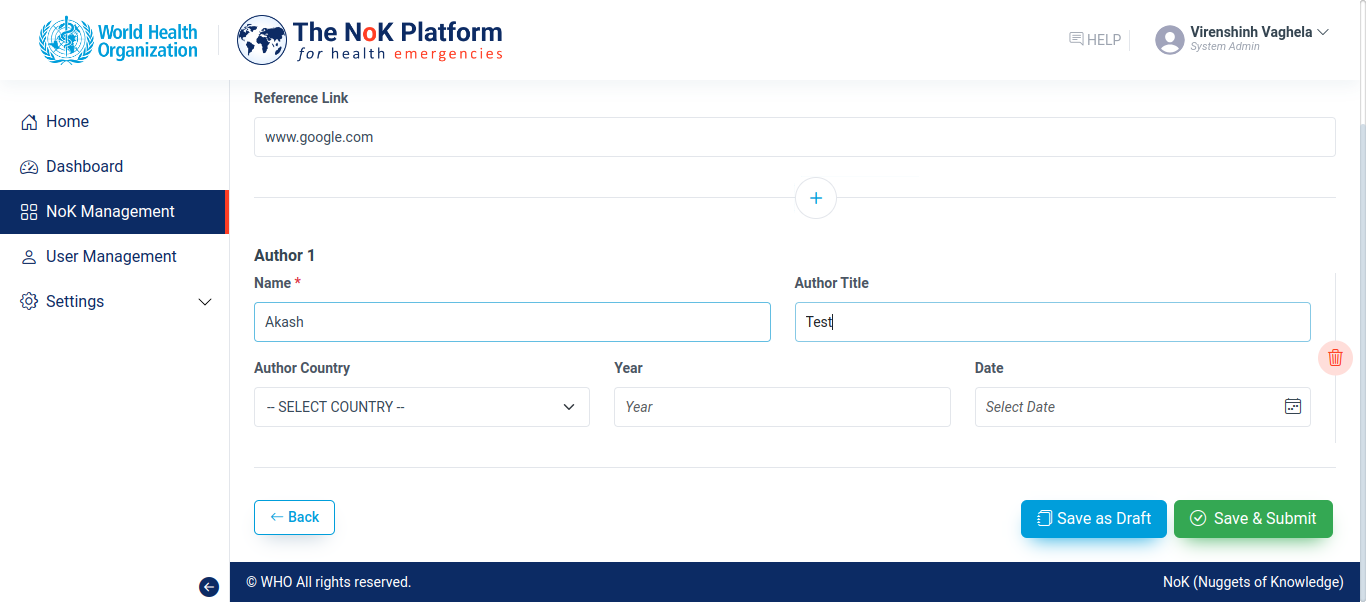 World Health
Organization
The NoK Platform
for health emergencies
HELP
Virenshinh Vaghela
System Admin
Home
Dashboard
NoK Management
User Management
Settings
Reference Link
www.google.com
+
Author 1
Name *
Author Title
Akash
Test
Author Country
Year
Date
-- SELECT COUNTRY --
Year
Select Date
Back
Save as Draft
Save & Submit
© WHO All rights reserved.
NoK (Nuggets of Knowledge)